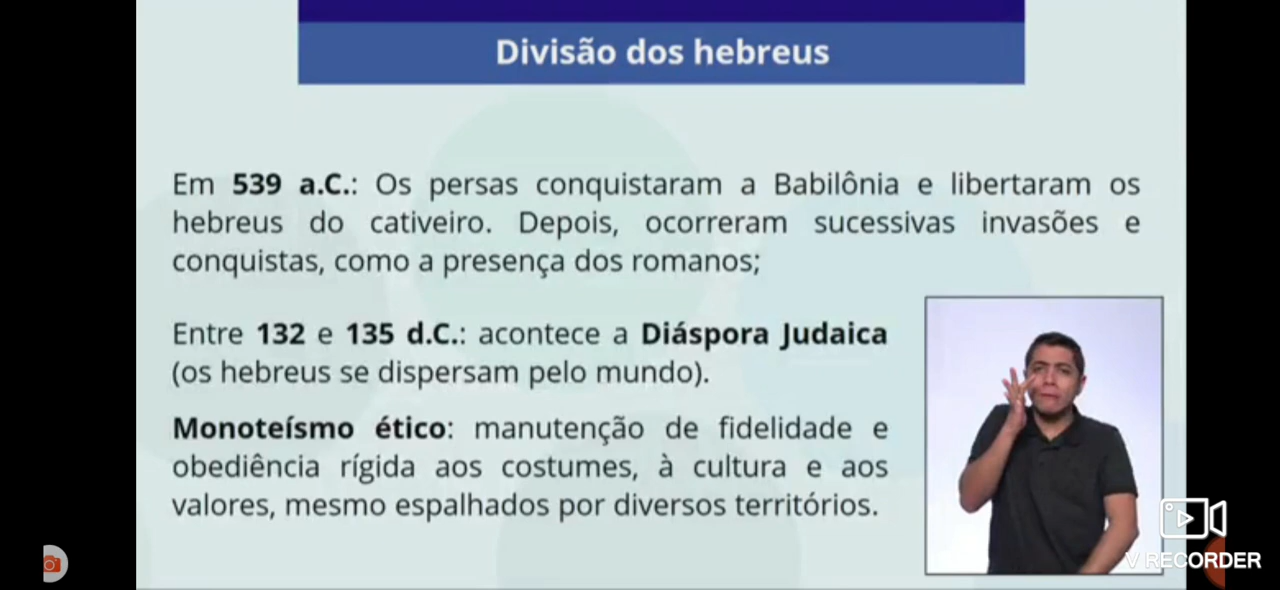 Divisão dos hebreus
Em 539 a.C.: Os persas conquistaram a Babilônia e libertaram os
hebreus do cativeiro. Depois, ocorreram sucessivas invasões e
conquistas, como a presença dos romanos;
Entre 132 e 135 d.C.: acontece a Diáspora Judaica
(os hebreus se dispersam pelo mundo).
Monoteísmo ético: manutenção de fidelidade e
obediência rígida aos costumes, à cultura e aos
valores, mesmo espalhados por diversos territórios.
V RECORDER